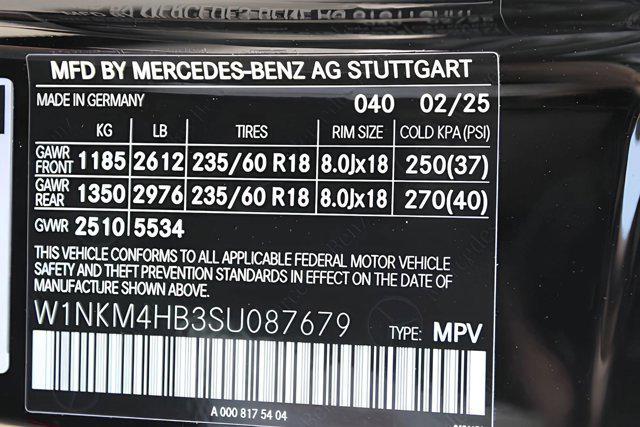 MFD BY MERCEDES-BENZ AG STUTTGART
MADE IN GERMANY 040 02/25
KG LB TIRES RIM SIZE COLD KPA (PSI)
GAWR FRONT 1185 2612 235/60 R18 8.0Jx18 250(37)
GAWR REAR 1350 2976 235/60 R18 8.0Jx18 270(40)
GVWR 2510 5534
THIS VEHICLE CONFORMS TO ALL APPLICABLE FEDERAL MOTOR VEHICLE
SAFETY AND THEFT PREVENTION STANDARDS IN EFFECT ON THE DATE OF
MANUFACTURE SHOWN ABOVE.
W1NKM4HB3SU087679 TYPE: MPV
A 000 817 54 04